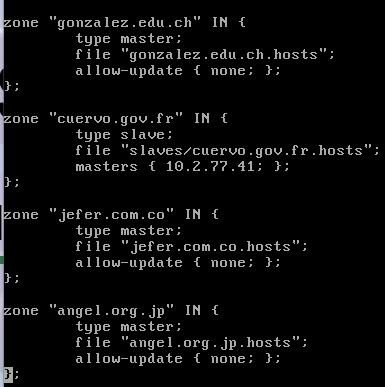 zone "gonzalez.edu.ch" IN {
        type master;
        file "gonzalez.edu.ch.hosts";
        allow-update { none; };
};
zone "cuervo.gov.fr" IN {
        type slave;
        file "slaves/cuervo.gov.fr.hosts";
        masters { 10.2.77.41; };
};
zone "jefer.com.co" IN {
        type master;
        file "jefer.com.co.hosts";
        allow-update { none; };
};
zone "angel.org.jp" IN {
        type master;
        file "angel.org.jp.hosts";
        allow-update { none; };
};